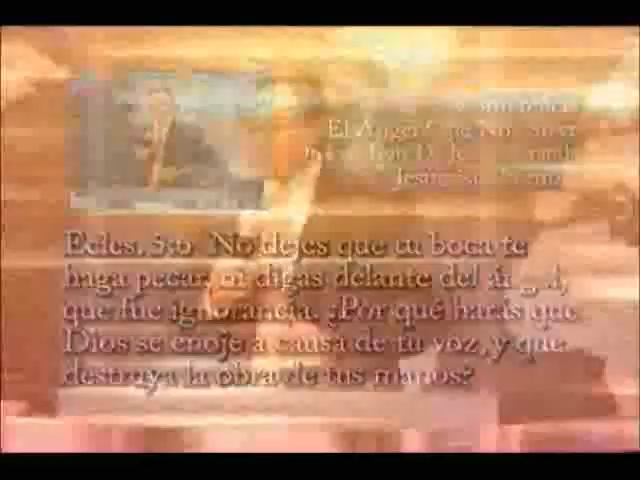 El Angel
Jesus
Ecles. 5:6 No dejes que tu boca te
haga pecar, ni digas delante del ángel,
que fue ignorancia. ¿Por qué harás que
Dios se enoje a causa de tu voz, y que
destruya la obra de tus manos?